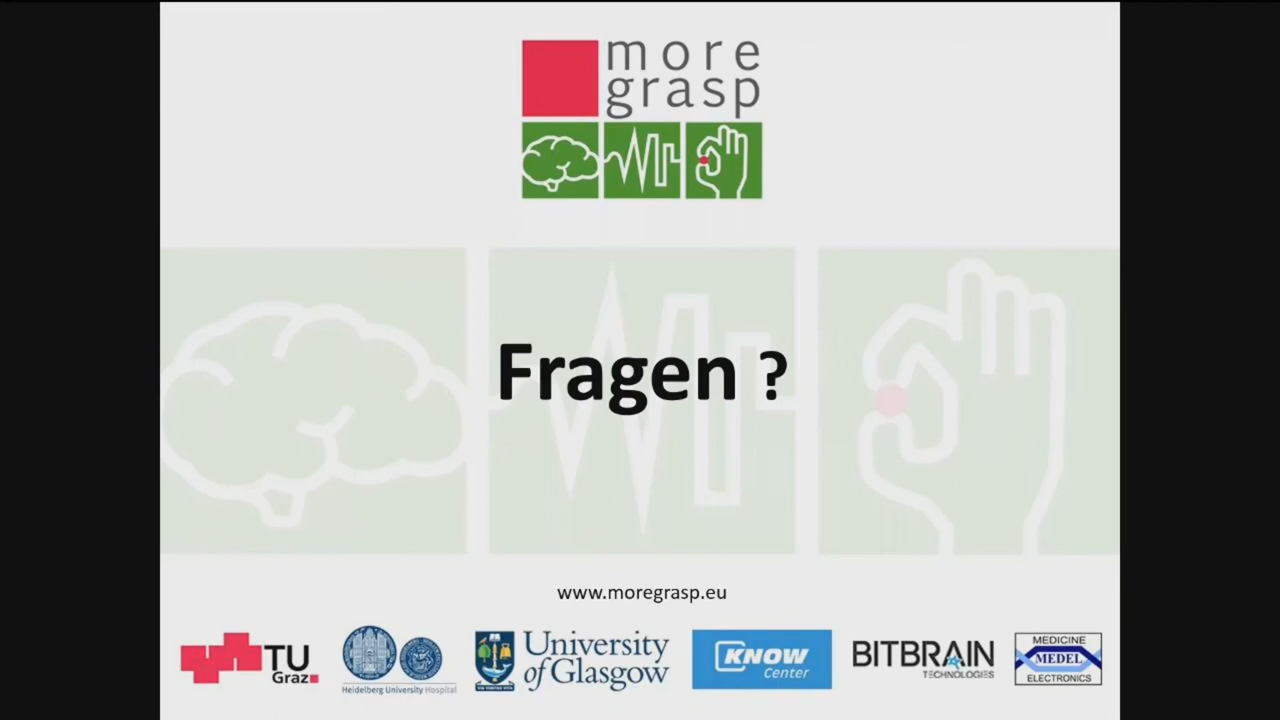 more
grasp
Fragen ?
www.moregrasp.eu
TU
Graz
Heidelberg University Hospital
University
of Glasgow
KNOW
Center
BITBRAIN
TECHNOLOGIES
MEDICINE
MEDEL
ELECTRONICS